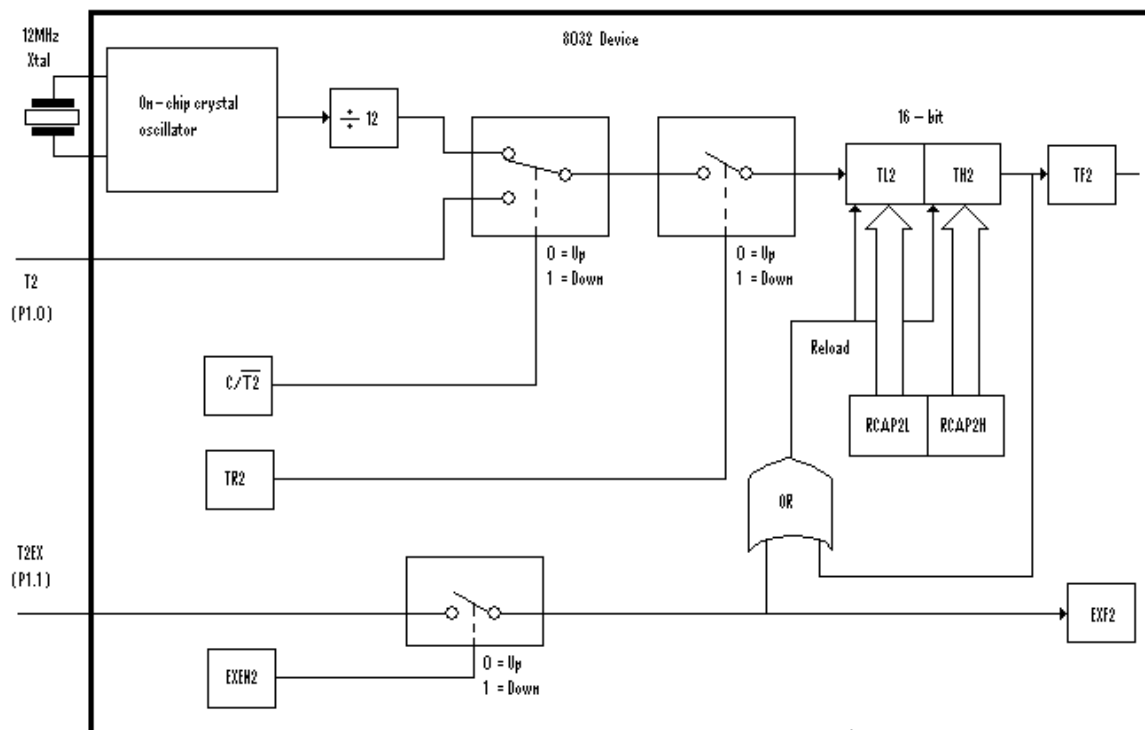 12MHz
Xtal
8032 Device
On-chip crystal
oscillator
÷ 12
16 - bit
TL2
TH2
TF2
0 = Up
1 = Down
0 = Up
1 = Down
T2
(P1.0)
Reload
C/T̅2̅
RCAP2L
RCAP2H
TR2
OR
T2EX
(P1.1)
EXF2
EXEN2
0 = Up
1 = Down